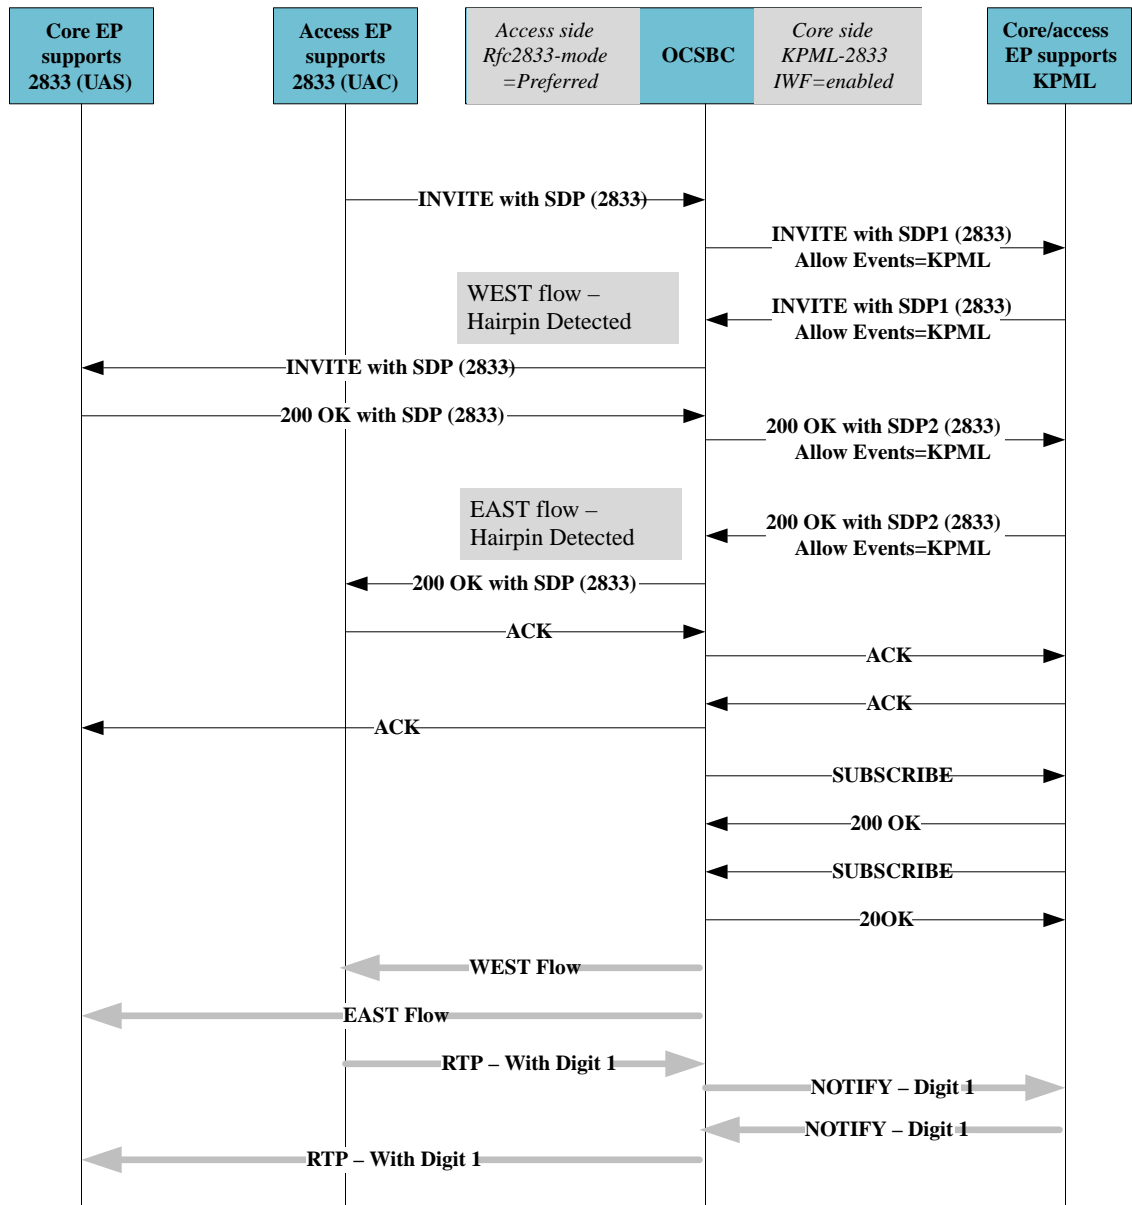 Core EP
supports
2833 (UAS)
Access EP
supports
2833 (UAC)
Access side
Rfc2833-mode
=Preferred
OCSBC
Core side
KPML-2833
IWF=enabled
Core/access
EP supports
KPML
INVITE with SDP (2833)
INVITE with SDP1 (2833)
Allow Events=KPML
WEST flow –
Hairpin Detected
INVITE with SDP1 (2833)
Allow Events=KPML
INVITE with SDP (2833)
200 OK with SDP (2833)
200 OK with SDP2 (2833)
Allow Events=KPML
EAST flow –
Hairpin Detected
200 OK with SDP2 (2833)
Allow Events=KPML
200 OK with SDP (2833)
ACK
ACK
ACK
ACK
SUBSCRIBE
200 OK
SUBSCRIBE
20OK
WEST Flow
EAST Flow
RTP – With Digit 1
NOTIFY – Digit 1
NOTIFY – Digit 1
RTP – With Digit 1